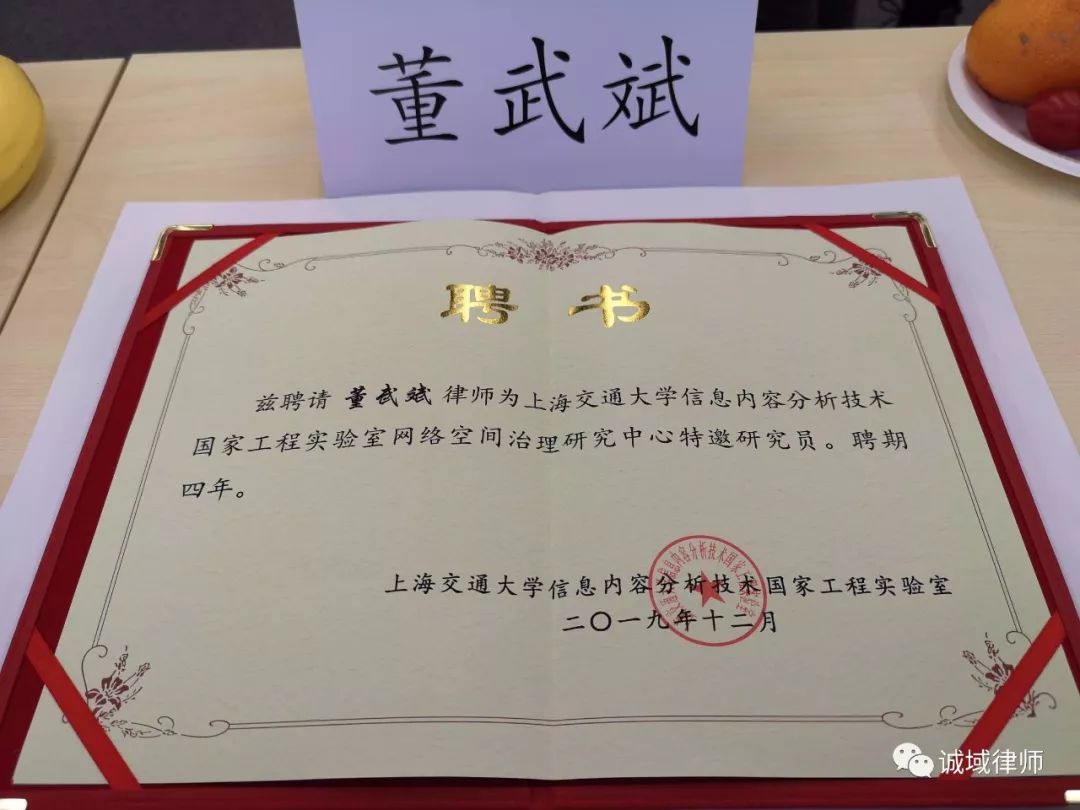 董武斌
聘书
兹聘请 董武斌 律师为上海交通大学信息内容分析技术
国家工程实验室网络空间治理研究中心特邀研究员。聘期
四年。
上海交通大学信息内容分析技术国家工程实验室
二〇一九年十二月
诚域律师